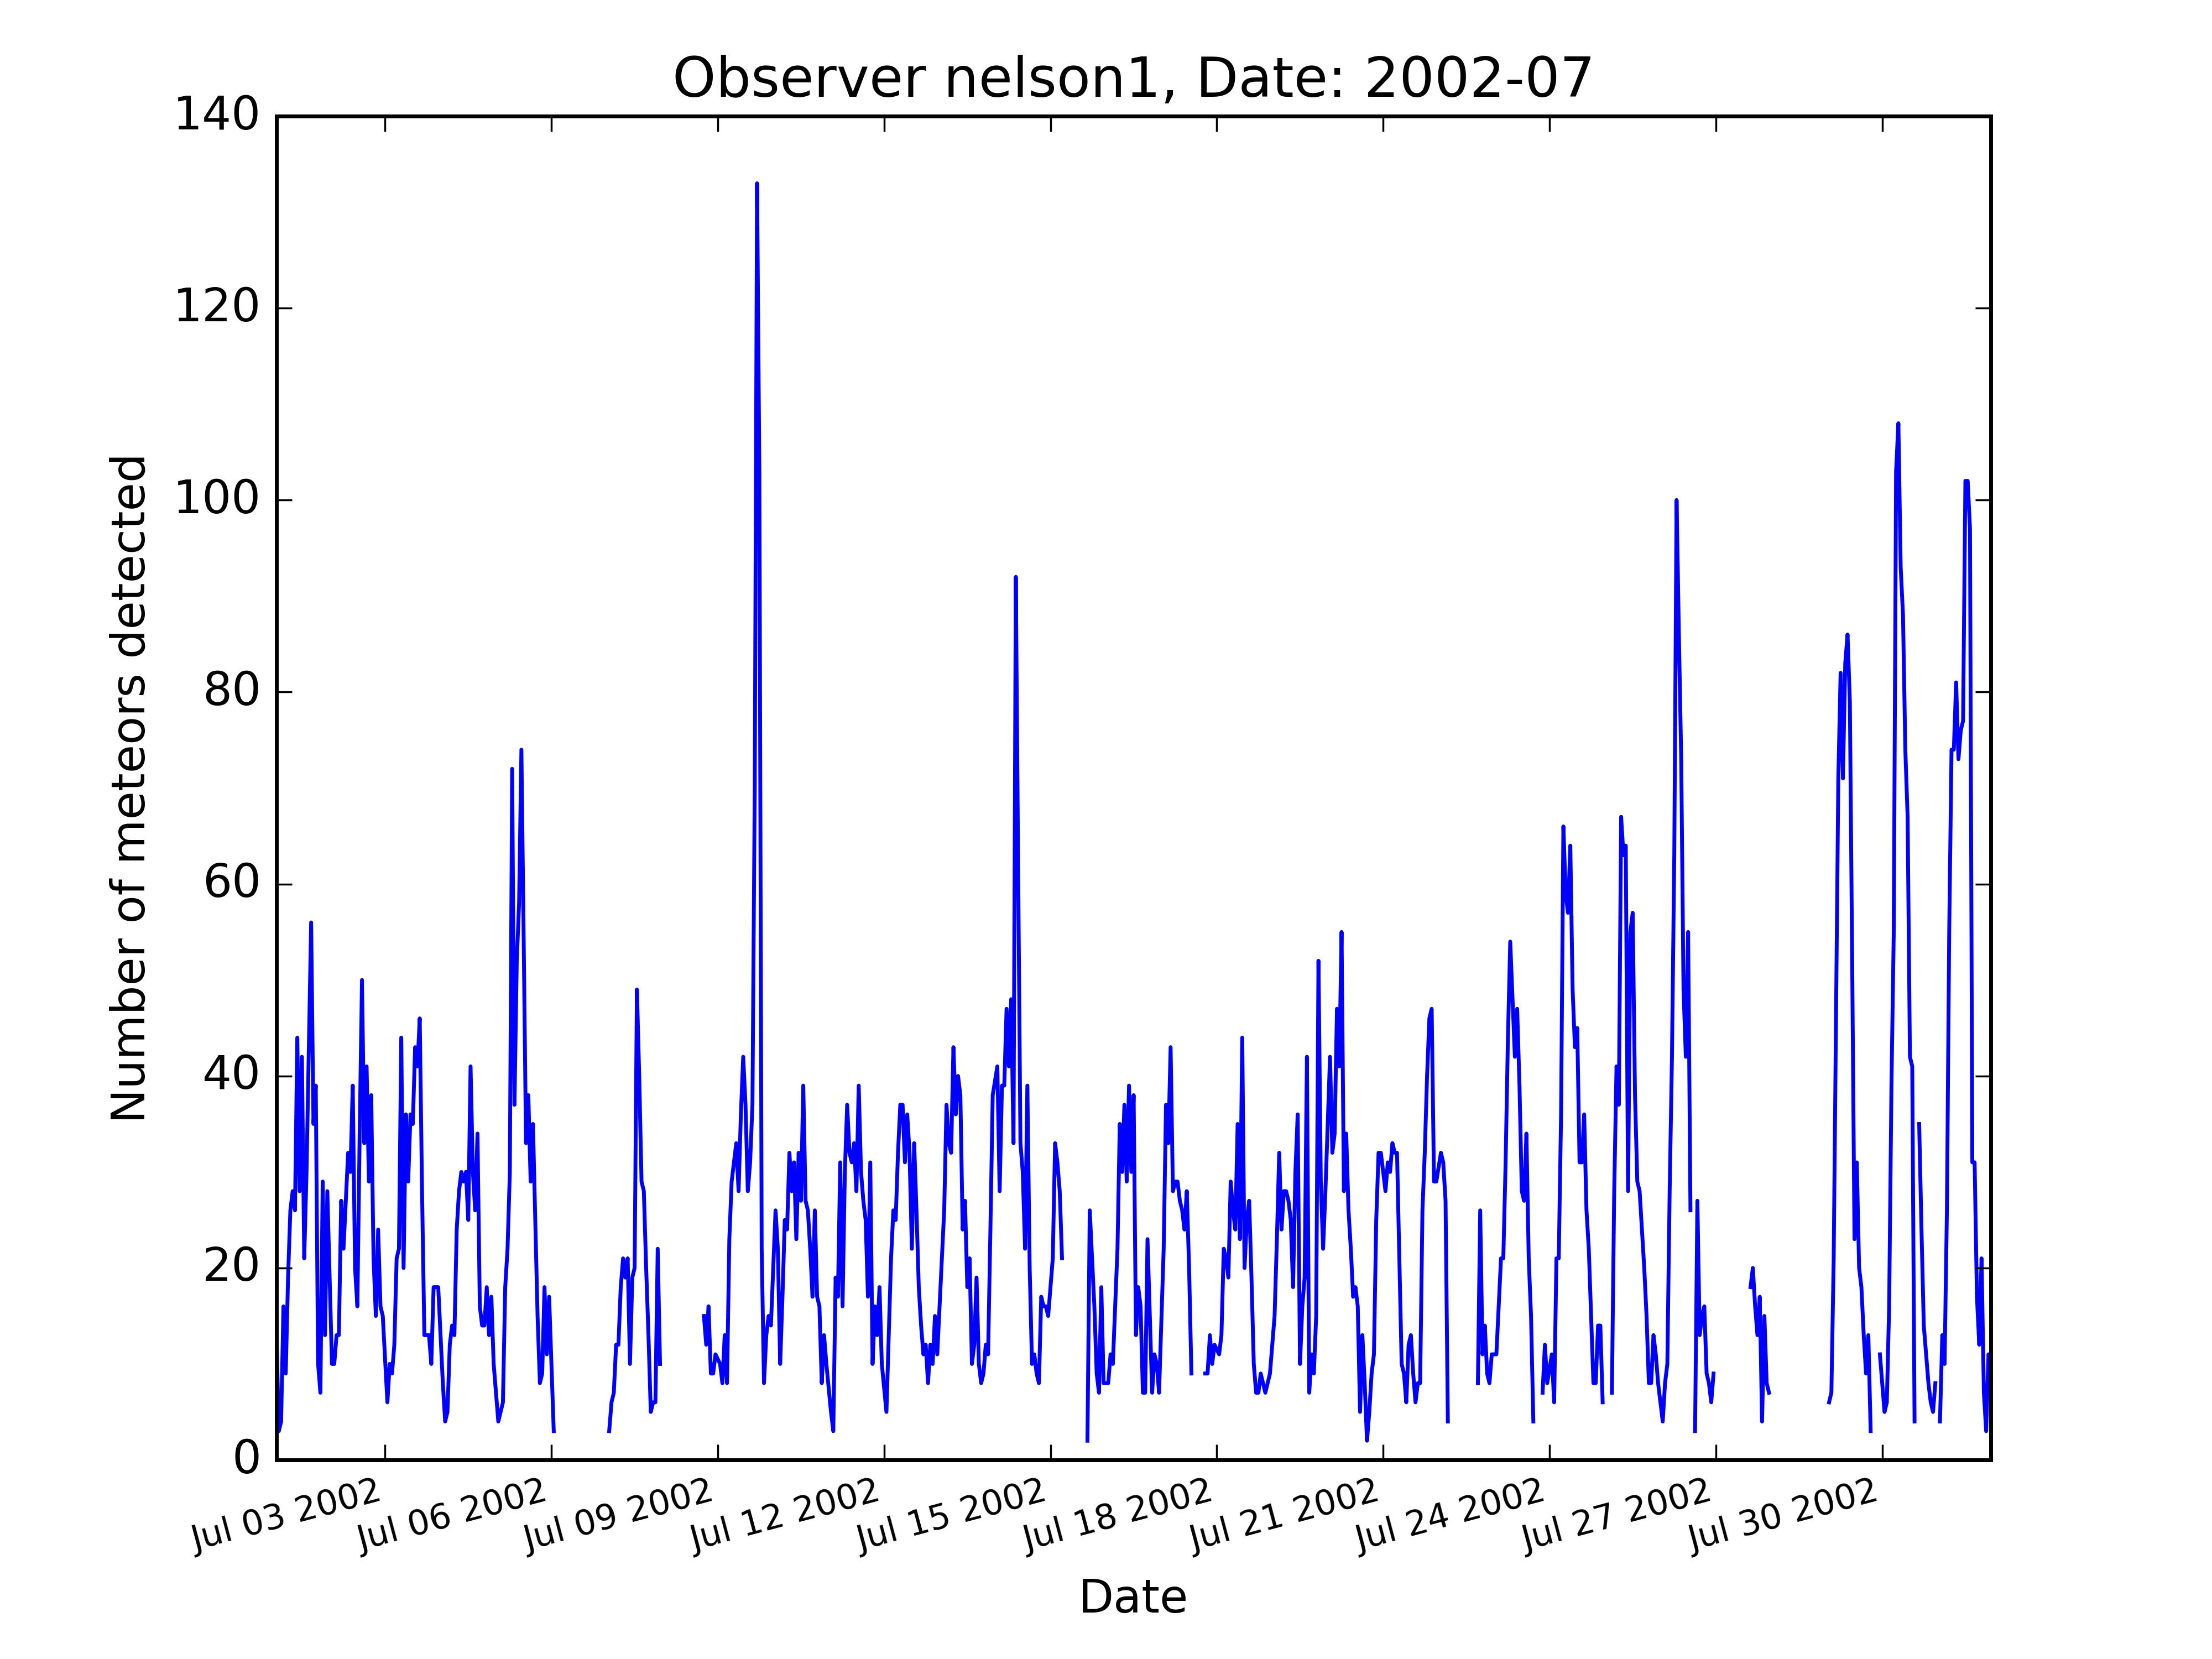 Observer nelson1, Date: 2002-07
Number of meteors detected
140
120
100
80
60
40
20
0
Jul 03 2002
Jul 06 2002
Jul 09 2002
Jul 12 2002
Jul 15 2002
Jul 18 2002
Jul 21 2002
Jul 24 2002
Jul 27 2002
Jul 30 2002
Date